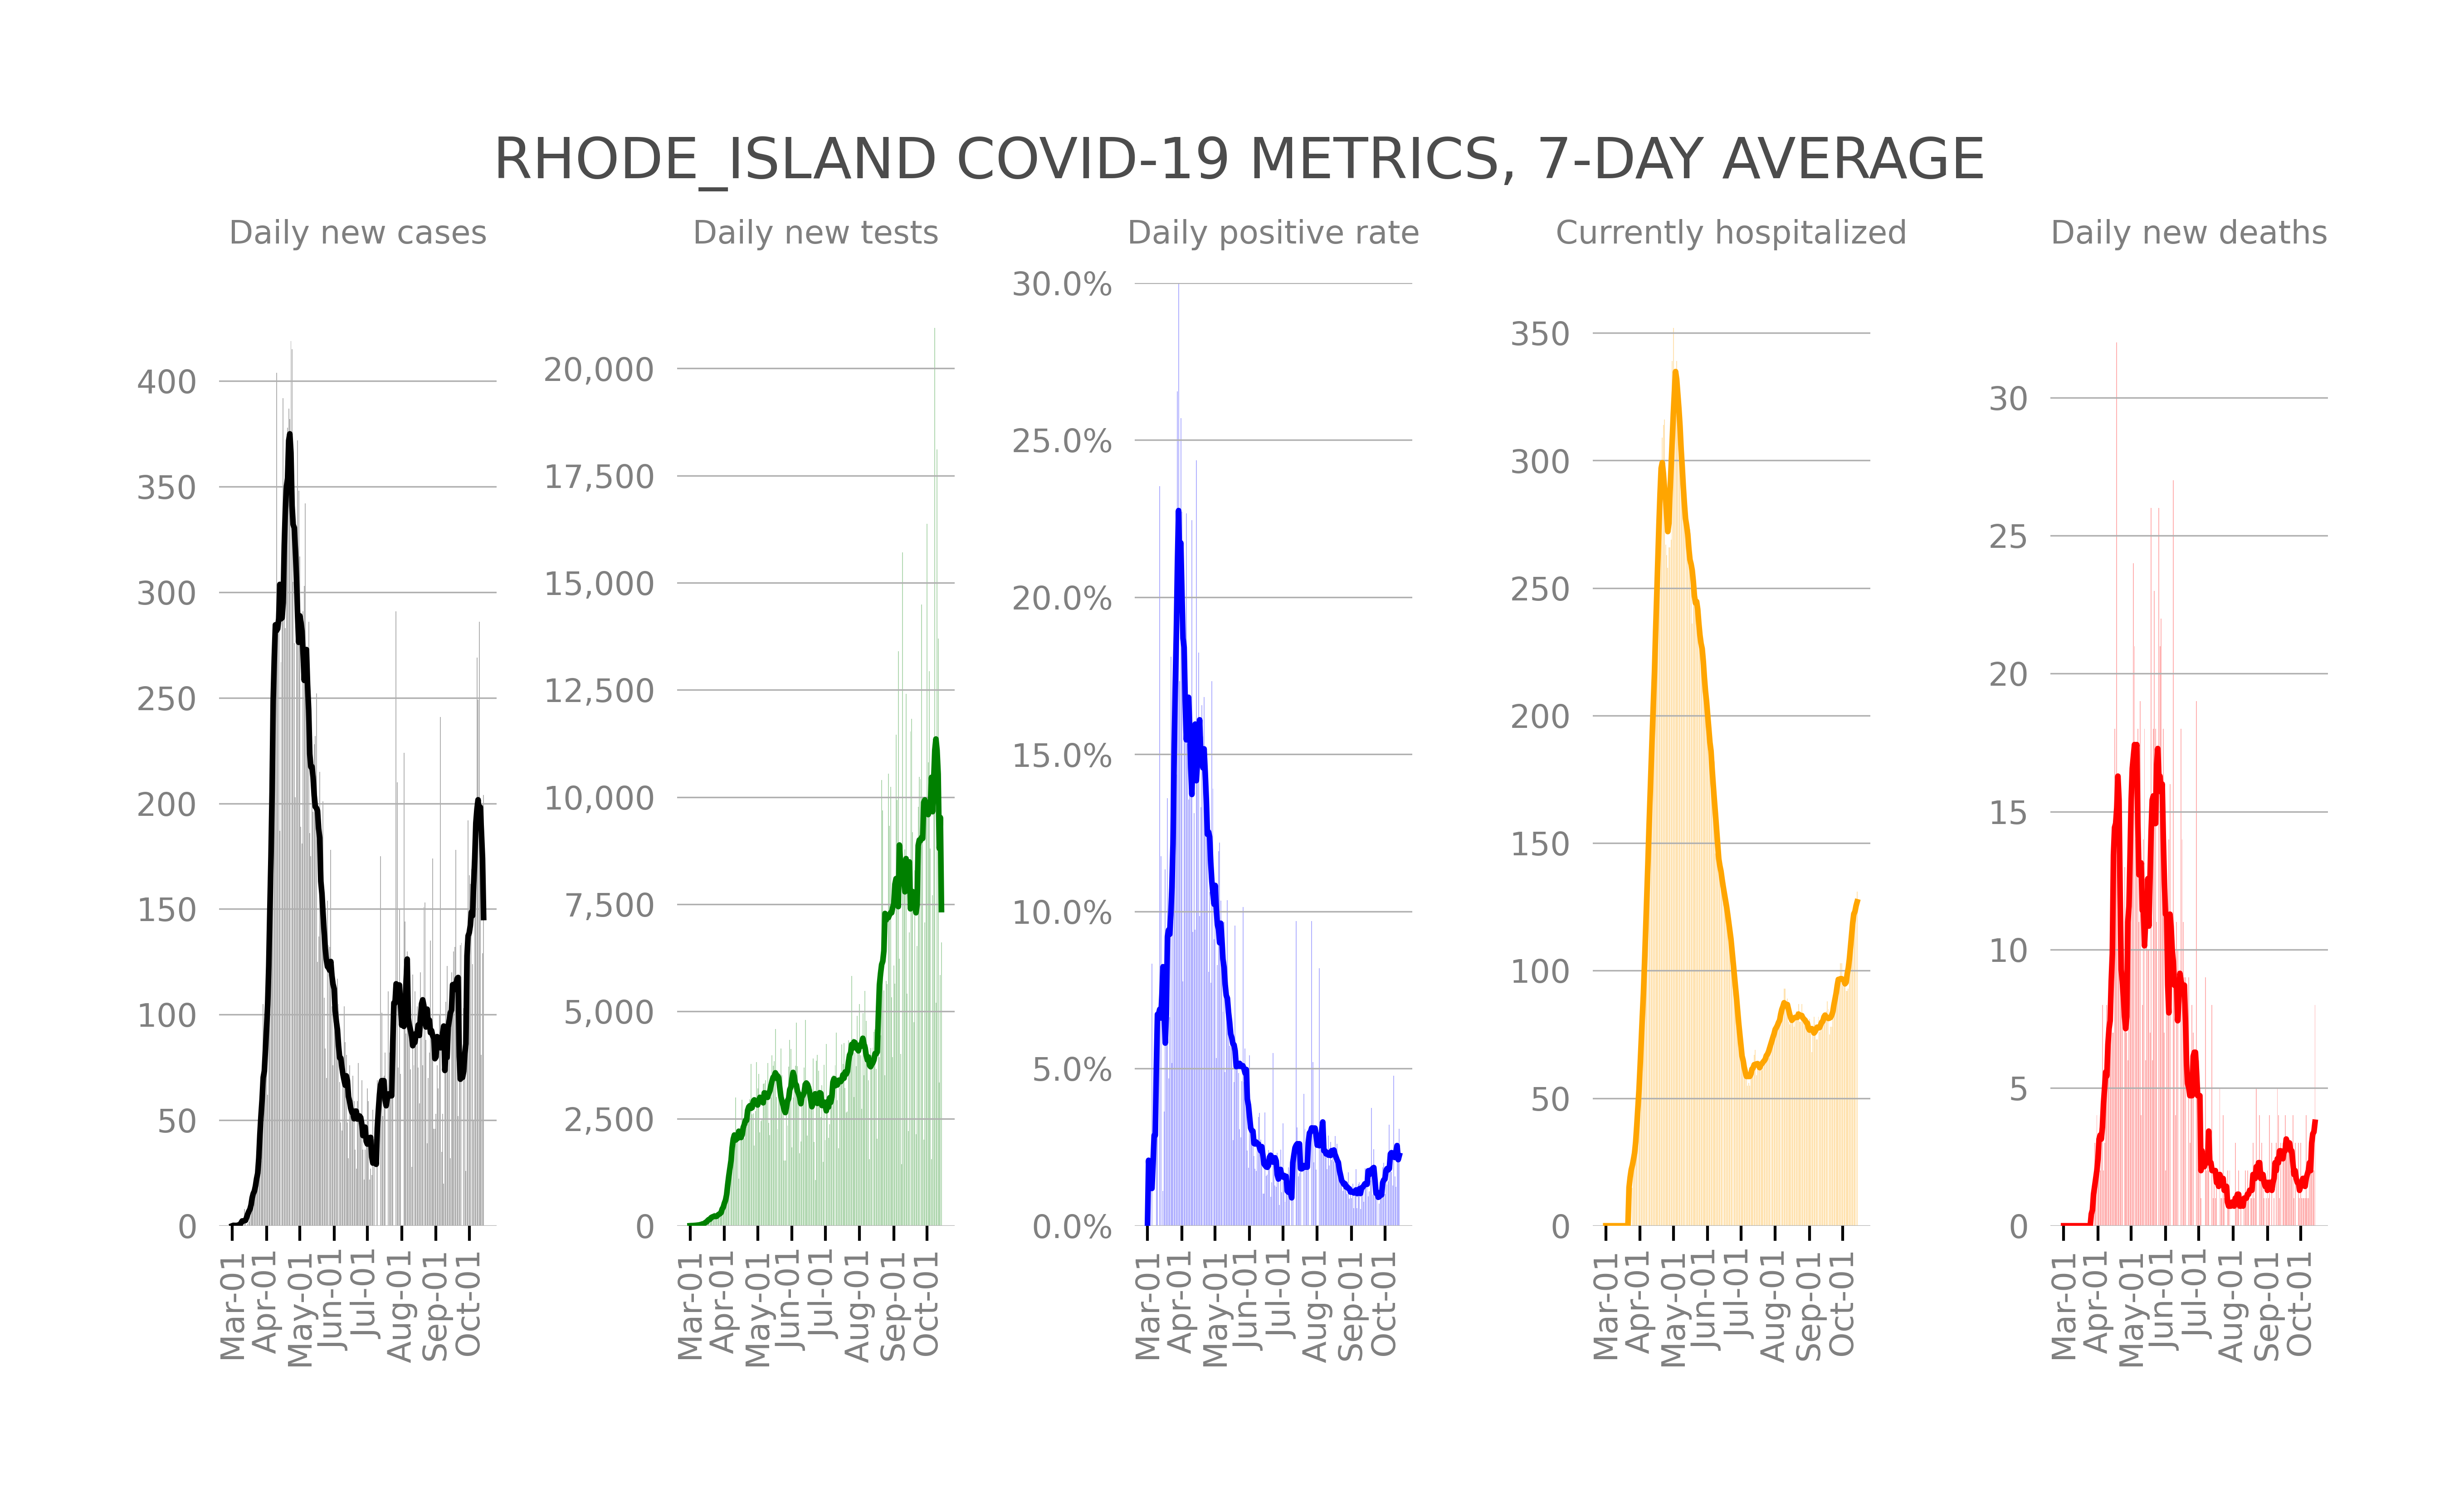 RHODE_ISLAND COVID-19 METRICS, 7-DAY AVERAGE
Daily new cases
400
350
300
250
200
150
100
50
0
Mar-01
Apr-01
May-01
Jun-01
Jul-01
Aug-01
Sep-01
Oct-01
Daily new tests
20,000
17,500
15,000
12,500
10,000
7,500
5,000
2,500
0
Mar-01
Apr-01
May-01
Jun-01
Jul-01
Aug-01
Sep-01
Oct-01
Daily positive rate
30.0%
25.0%
20.0%
15.0%
10.0%
5.0%
0.0%
Mar-01
Apr-01
May-01
Jun-01
Jul-01
Aug-01
Sep-01
Oct-01
Currently hospitalized
350
300
250
200
150
100
50
0
Mar-01
Apr-01
May-01
Jun-01
Jul-01
Aug-01
Sep-01
Oct-01
Daily new deaths
30
25
20
15
10
5
0
Mar-01
Apr-01
May-01
Jun-01
Jul-01
Aug-01
Sep-01
Oct-01